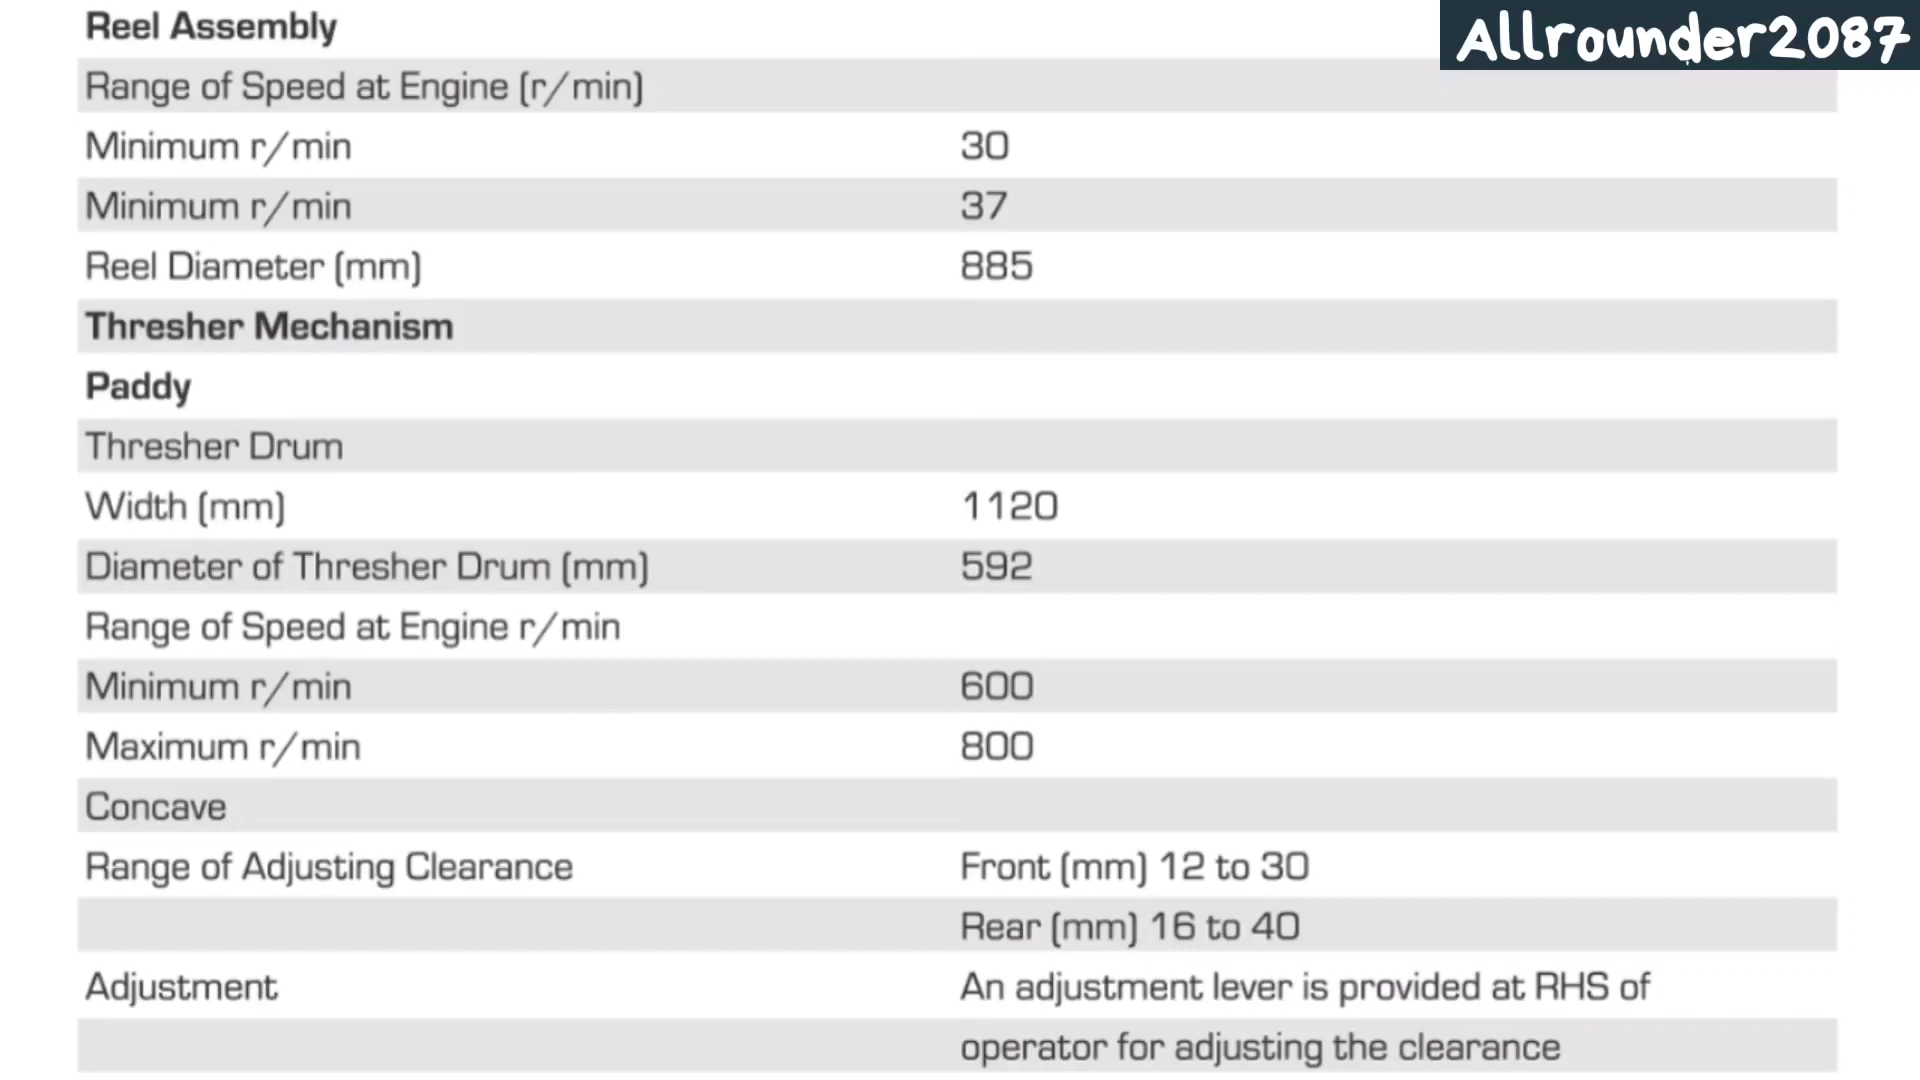 Reel Assembly
Allrounder2087
Range of Speed at Engine (r/min)
Minimum r/min 30
Minimum r/min 37
Reel Diameter (mm) 885
Thresher Mechanism
Paddy
Thresher Drum
Width (mm) 1120
Diameter of Thresher Drum (mm) 592
Range of Speed at Engine r/min
Minimum r/min 600
Maximum r/min 800
Concave
Range of Adjusting Clearance Front (mm) 12 to 30
Rear (mm) 16 to 40
Adjustment An adjustment lever is provided at RHS of
operator for adjusting the clearance